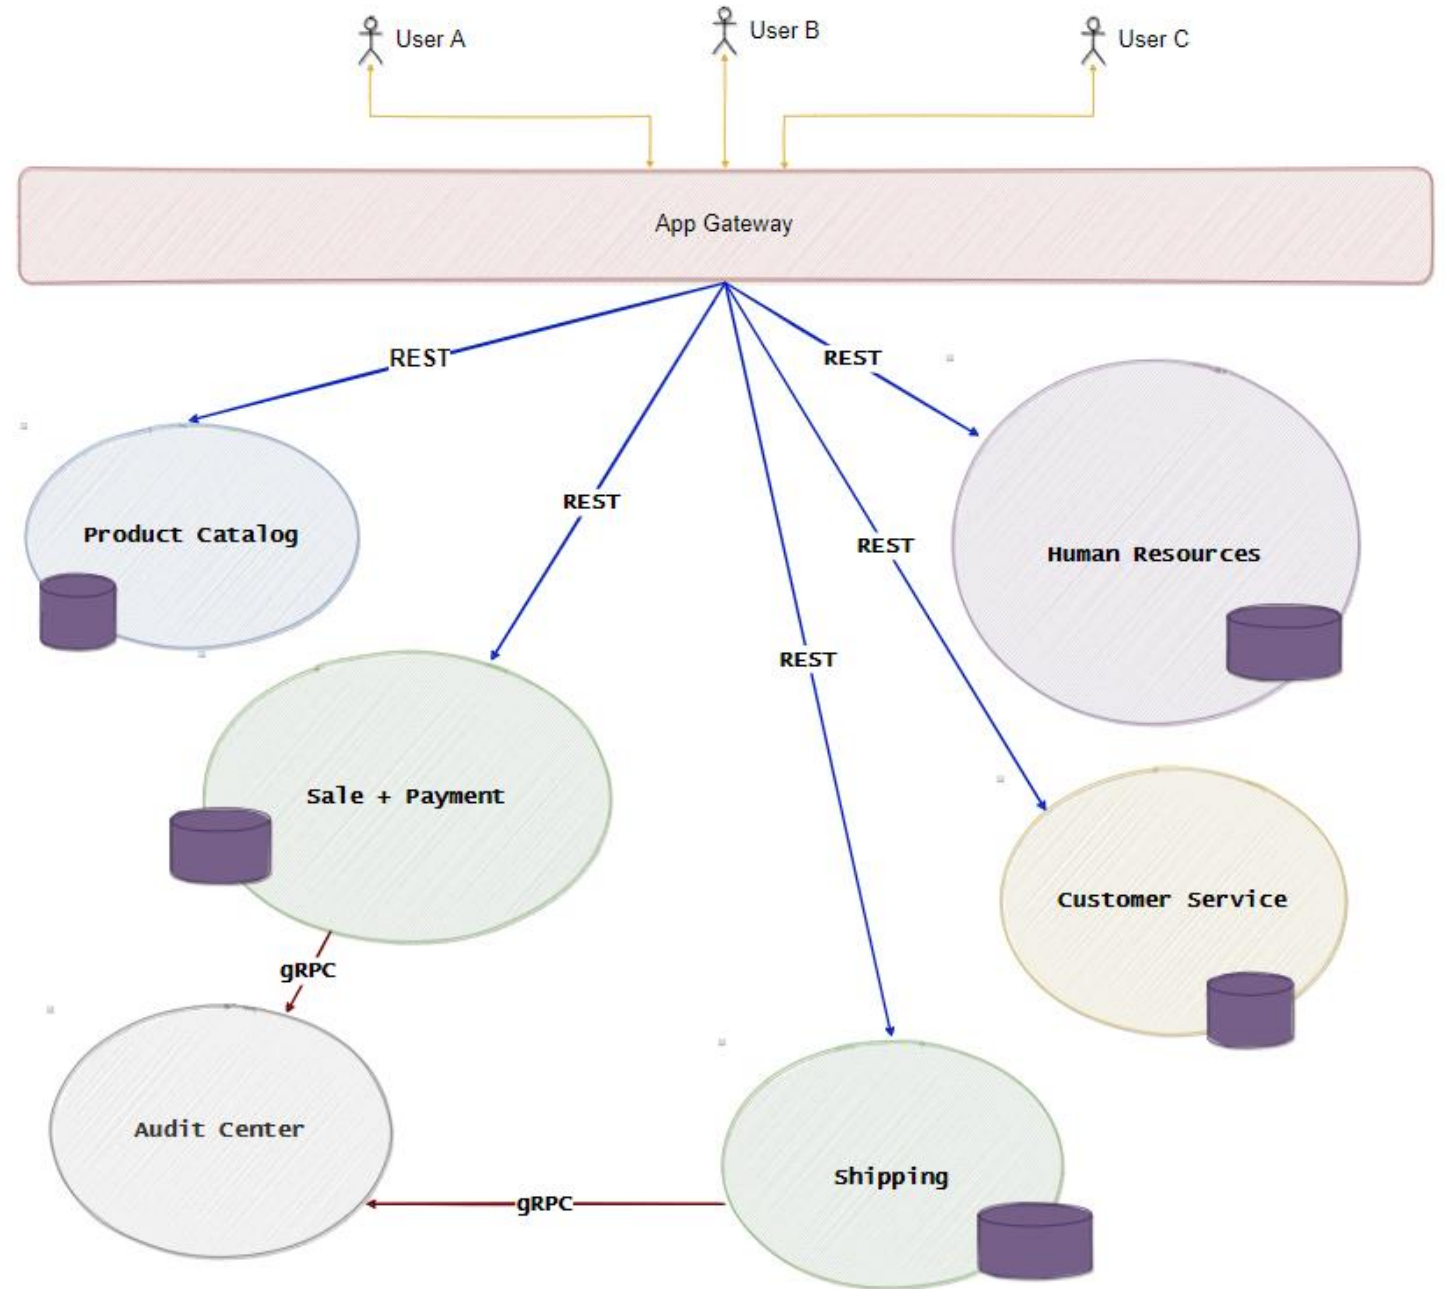 User A
User B
User C
App Gateway
REST
REST
REST
REST
REST
Product Catalog
Human Resources
Sale + Payment
Customer Service
gRPC
Audit Center
Shipping
gRPC